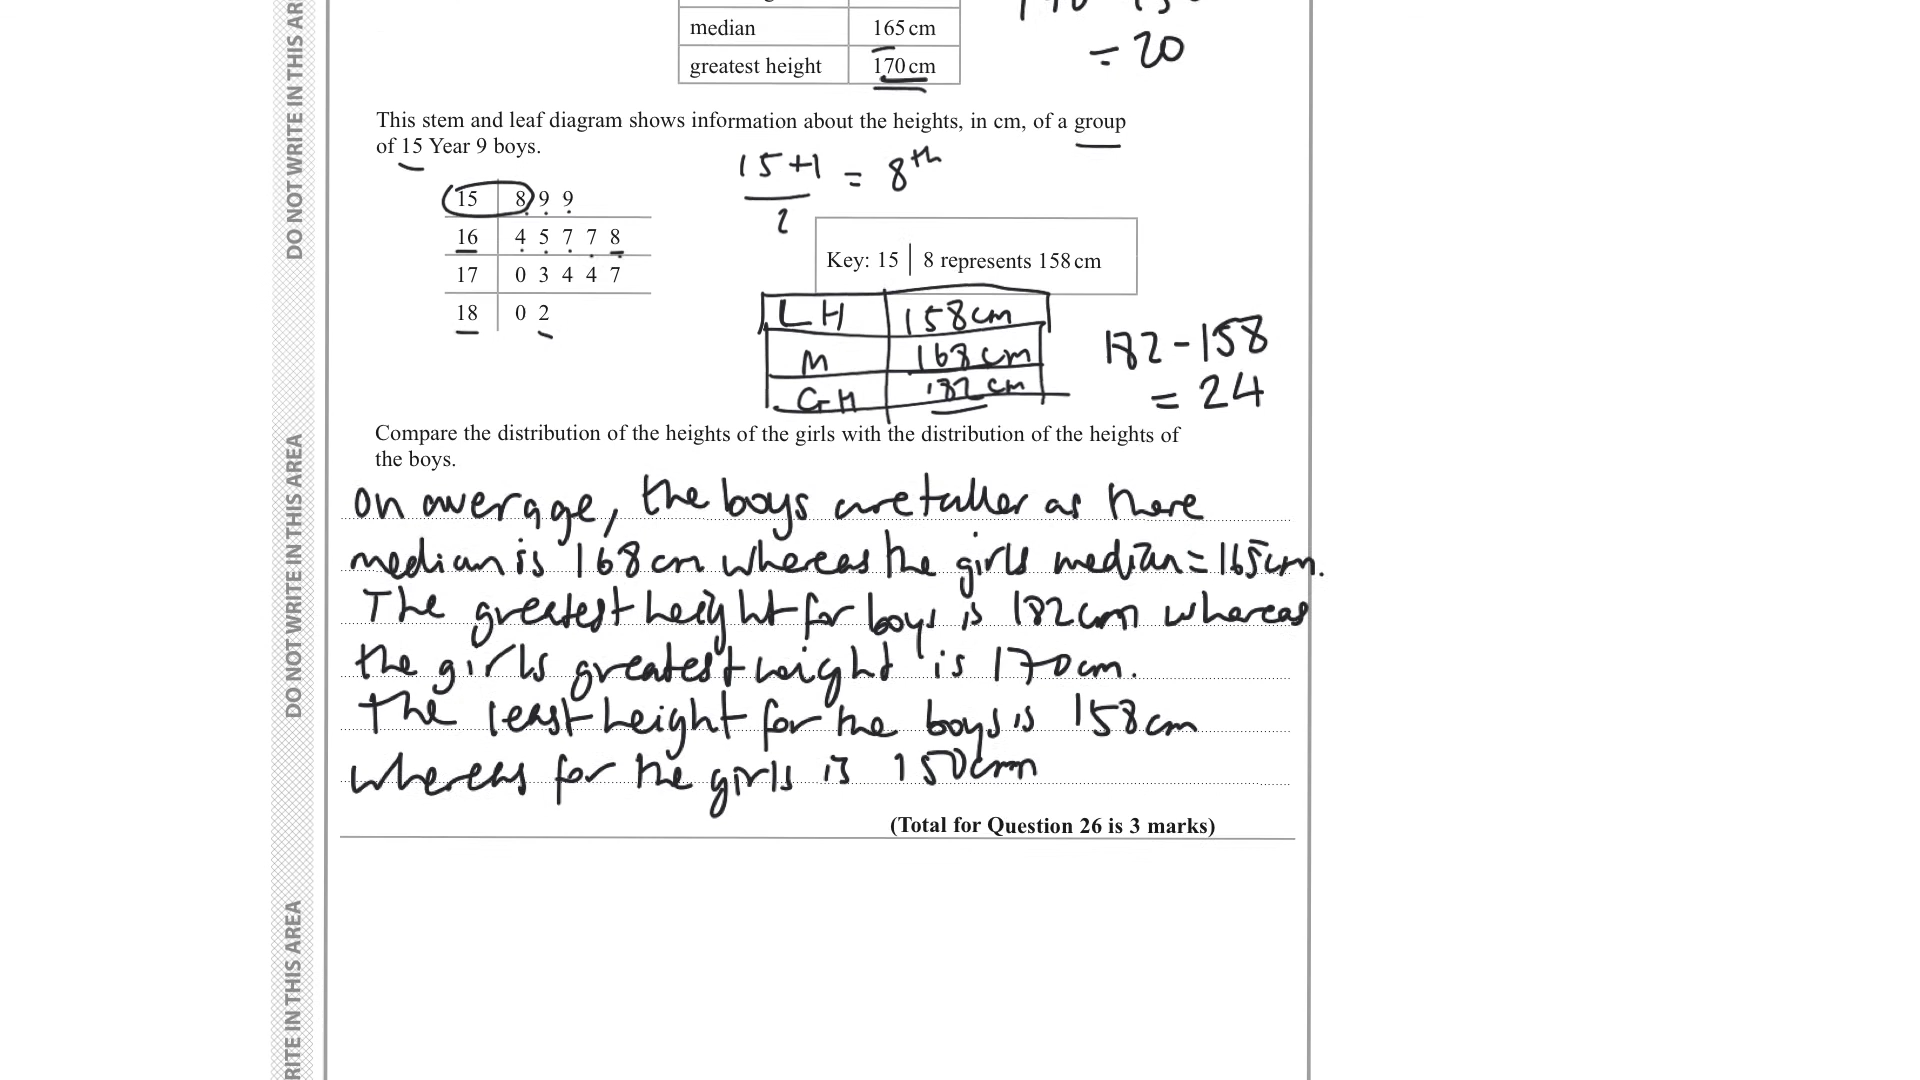 median 165 cm
= 20
greatest height 170 cm
This stem and leaf diagram shows information about the heights, in cm, of a group
of 15 Year 9 boys.
15+1 / 2 = 8th
15 | 8 9 9
16 | 4 5 7 7 8
Key: 15 | 8 represents 158 cm
17 | 0 3 4 4 7
18 | 0 2
LH 158cm
M 168cm
GH 182 cm
182-158
= 24
Compare the distribution of the heights of the girls with the distribution of the heights of
the boys.
on average, the boys are taller as there
median is 168 cm whereas the girls median = 165cm.
The greatest height for boys is 182cm whereas
the girls greatest height is 170cm.
The least height for the boys is 158cm
whereas for the girls is 150cm
(Total for Question 26 is 3 marks)
DO NOT WRITE IN THIS AREA
DO NOT WRITE IN THIS AREA
RITE IN THIS AREA